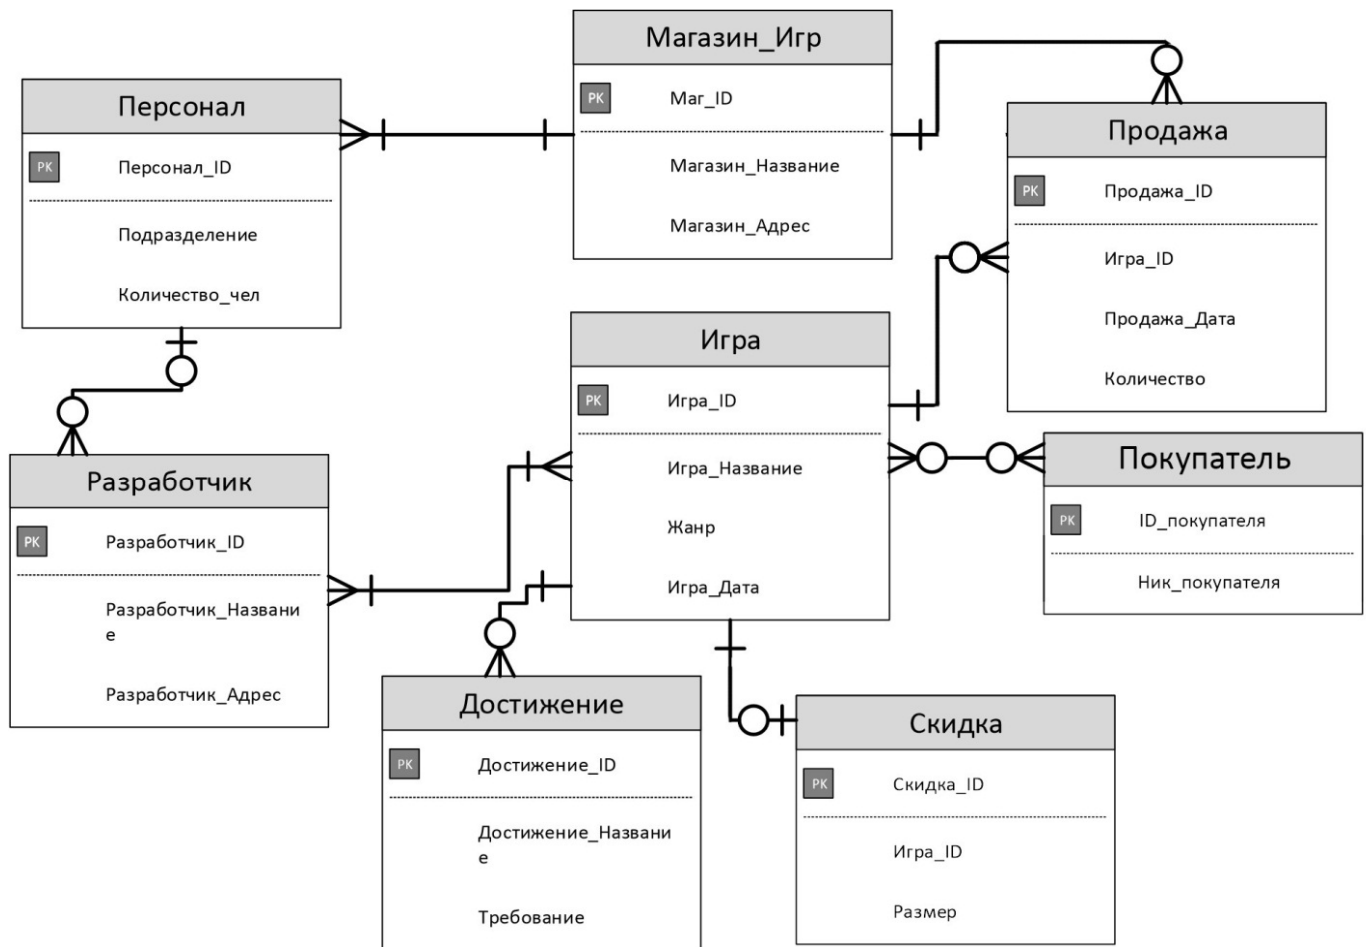 Магазин_Игр
PK
Маг_ID
Магазин_Название
Магазин_Адрес
Персонал
PK
Персонал_ID
Подразделение
Количество_чел
Продажа
PK
Продажа_ID
Игра_ID
Продажа_Дата
Количество
Игра
PK
Игра_ID
Игра_Название
Жанр
Игра_Дата
Покупатель
PK
ID_покупателя
Ник_покупателя
Разработчик
PK
Разработчик_ID
Разработчик_Названи
е
Разработчик_Адрес
Достижение
PK
Достижение_ID
Достижение_Названи
е
Требование
Скидка
PK
Скидка_ID
Игра_ID
Размер